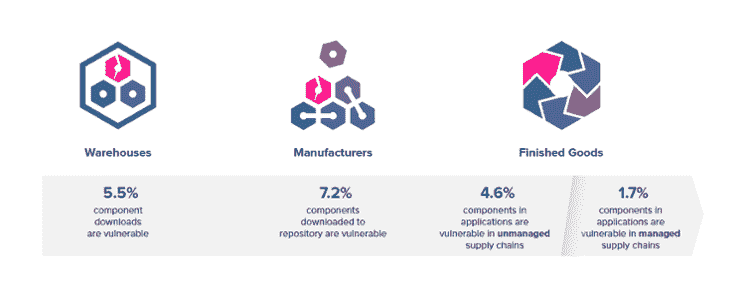 Warehouses
Manufacturers
Finished Goods
5.5%
component
downloads
are vulnerable
7.2%
components
downloaded to
repository are vulnerable
4.6%
components in
applications are
vulnerable in unmanaged
supply chains
1.7%
components in
applications are
vulnerable in managed
supply chains